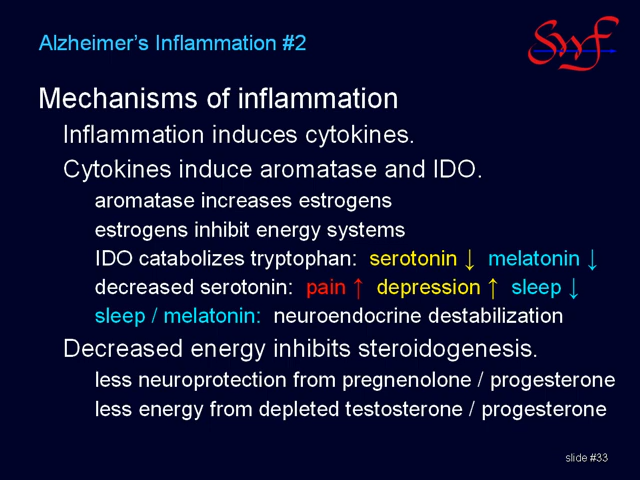 Alzheimer's Inflammation #2
Swf
Mechanisms of inflammation
Inflammation induces cytokines.
Cytokines induce aromatase and IDO.
aromatase increases estrogens
estrogens inhibit energy systems
IDO catabolizes tryptophan: serotonin ↓ melatonin ↓
decreased serotonin: pain ↑ depression ↑ sleep ↓
sleep / melatonin: neuroendocrine destabilization
Decreased energy inhibits steroidogenesis.
less neuroprotection from pregnenolone / progesterone
less energy from depleted testosterone / progesterone
slide #33